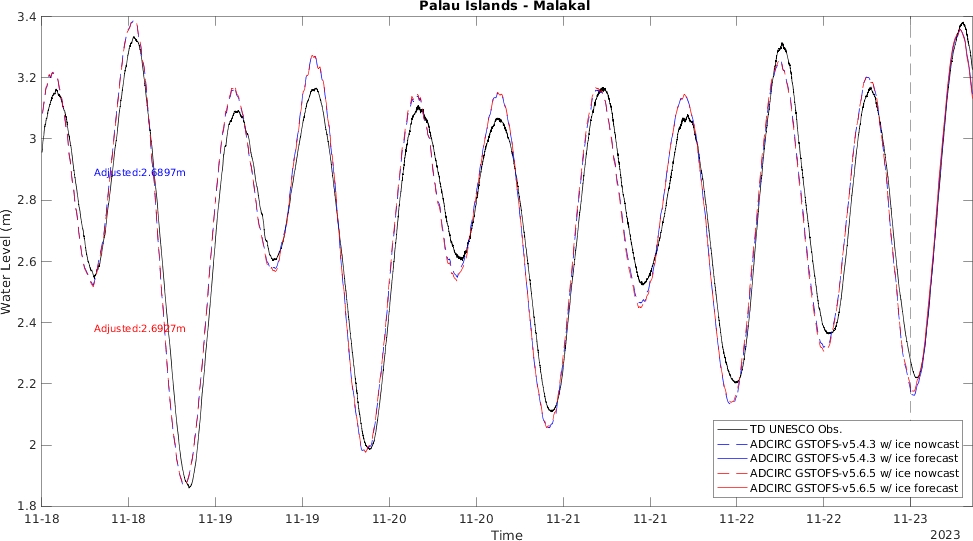 Palau Islands - Malakal
3.4
3.2
3
2.8
2.6
2.4
2.2
2
1.8
Water Level (m)
Adjusted:2.6897m
Adjusted:2.6927m
TD UNESCO Obs.
ADCIRC GSTOFS-v5.4.3 w/ ice nowcast
ADCIRC GSTOFS-v5.4.3 w/ ice forecast
ADCIRC GSTOFS-v5.6.5 w/ ice nowcast
ADCIRC GSTOFS-v5.6.5 w/ ice forecast
11-18 11-18 11-19 11-19 11-20 11-20 11-21 11-21 11-22 11-22 11-23
Time
2023